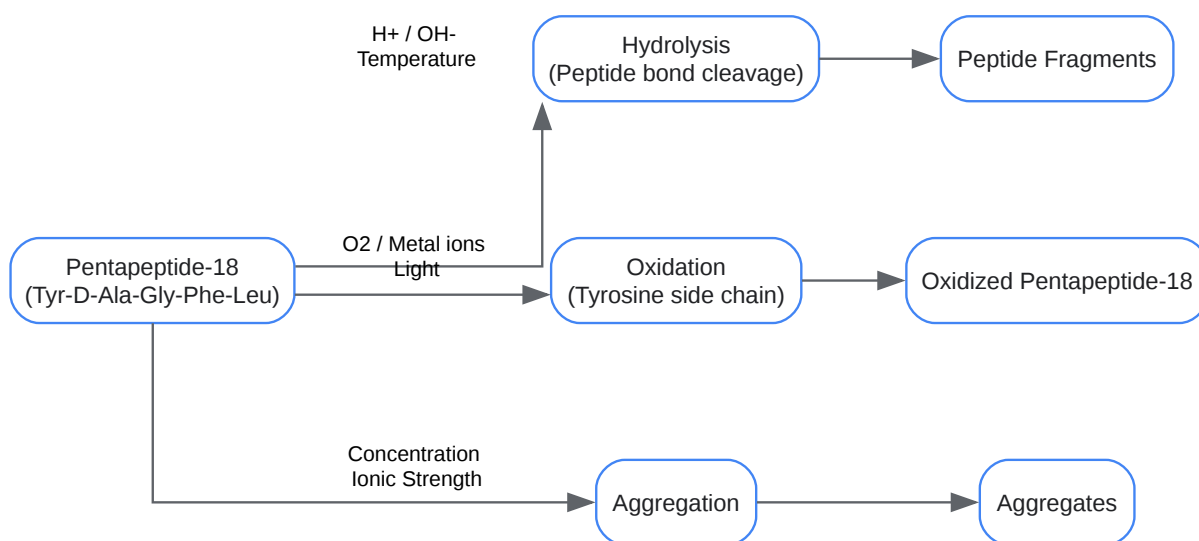 H+ / OH-
Temperature
Hydrolysis
(Peptide bond cleavage)
Peptide Fragments
Pentapeptide-18
(Tyr-D-Ala-Gly-Phe-Leu)
O2 / Metal ions
Light
Oxidation
(Tyrosine side chain)
Oxidized Pentapeptide-18
Concentration
Ionic Strength
Aggregation
Aggregates